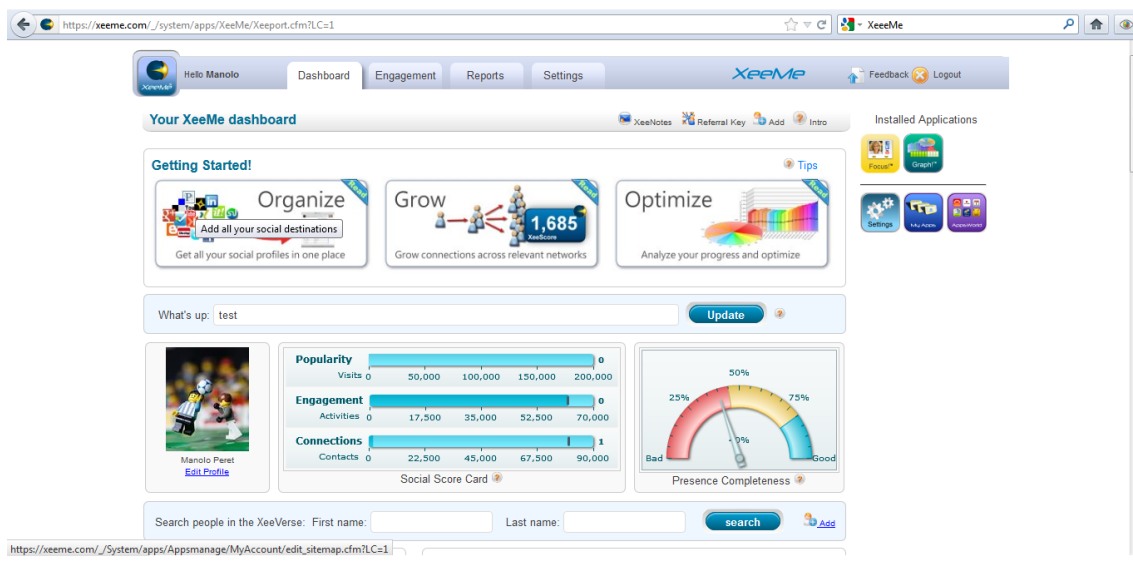 https://xeeme.com/_/system/apps/XeeMe/Xeeport.cfm?LC=1
XeeeMe
XeeMe
Hello Manolo
Dashboard
Engagement
Reports
Settings
XeeMe
Feedback
Logout
Your XeeMe dashboard
XeeNotes
Referral Key
Add
Intro
Installed Applications
Getting Started!
Tips
Focus!"
Graph!"
Organize
Read
Add all your social destinations
Get all your social profiles in one place
Grow
Read
1,685
XeeScore
Grow connections across relevant networks
Optimize
Read
Analyze your progress and optimize
Settings
My Apps
AppsWorld
What's up: test
Update
Popularity 0
Visits 0 50,000 100,000 150,000 200,000
Engagement 0
Activities 0 17,500 35,000 52,500 70,000
Connections 1
Contacts 0 22,500 45,000 67,500 90,000
Social Score Card
Manolo Peret
Edit Profile
50%
25%
75%
Bad
Good
Presence Completeness
Search people in the XeeVerse: First name:
Last name:
search
Add
https://xeeme.com/_/System/apps/Appsmanage/MyAccount/edit_sitemap.cfm?LC=1